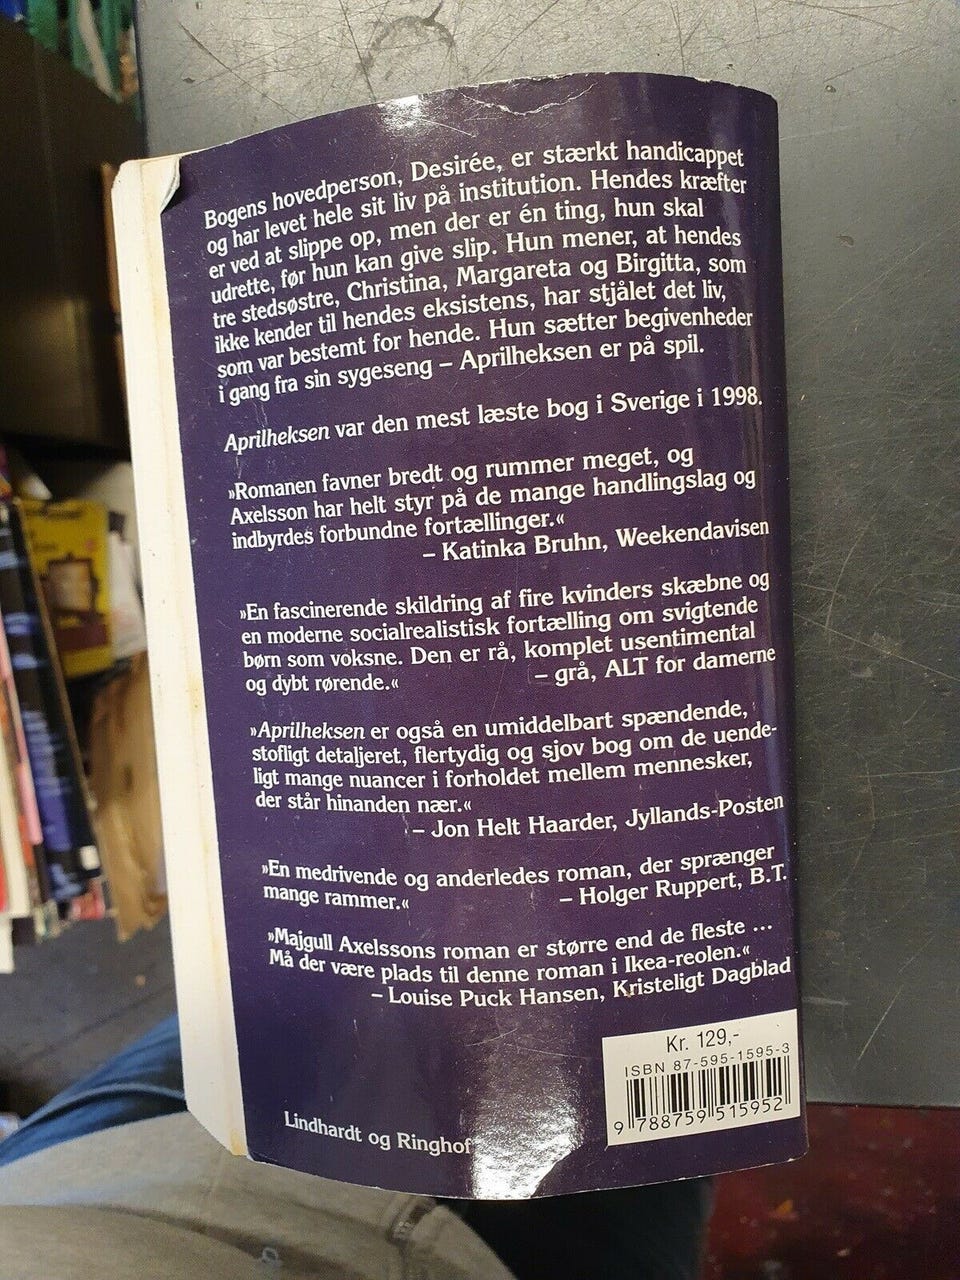 Bogens hovedperson, Desirée, er stærkt handicappet
og har levet hele sit liv på institution. Hendes kræfter
er ved at slippe op, men der er én ting, hun skal
udrette, før hun kan give slip. Hun mener, at hendes
tre stedsøstre, Christina, Margareta og Birgitta, som
ikke kender til hendes eksistens, har stjålet det liv,
som var bestemt for hende. Hun sætter begivenheder
i gang fra sin sygeseng – Aprilheksen er på spil.
Aprilheksen var den mest læste bog i Sverige i 1998.
»Romanen favner bredt og rummer meget, og
Axelsson har helt styr på de mange handlingslag og
indbyrdes forbundne fortællinger.«
– Katinka Bruhn, Weekendavisen
»En fascinerende skildring af fire kvinders skæbne og
en moderne socialrealistisk fortælling om svigtende
børn som voksne. Den er rå, komplet usentimental
og dybt rørende.« – grå, ALT for damerne
»Aprilheksen er også en umiddelbart spændende,
stofligt detaljeret, flertydig og sjov bog om de uende-
ligt mange nuancer i forholdet mellem mennesker,
der står hinanden nær.«
– Jon Helt Haarder, Jyllands-Posten
»En medrivende og anderledes roman, der sprænger
mange rammer.« – Holger Ruppert, B.T.
»Majgull Axelssons roman er større end de fleste ...
Må der være plads til denne roman i Ikea-reolen.«
– Louise Puck Hansen, Kristeligt Dagblad
Kr. 129,-
ISBN 87-595-1595-3
9 788759 515952
Lindhardt og Ringhof